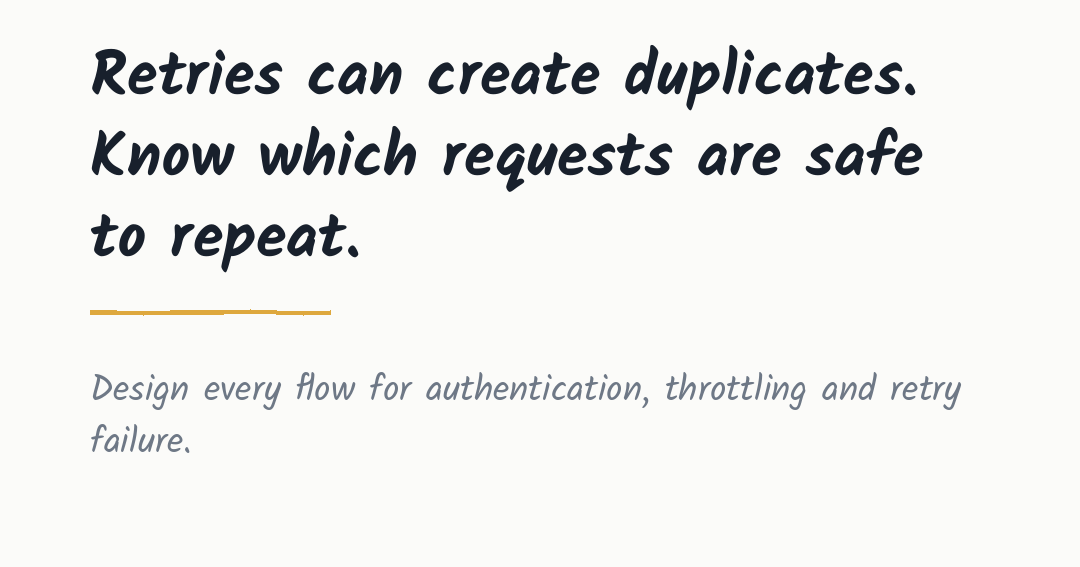 Retries can create duplicates.
Know which requests are safe
to repeat.
Design every flow for authentication, throttling and retry
failure.